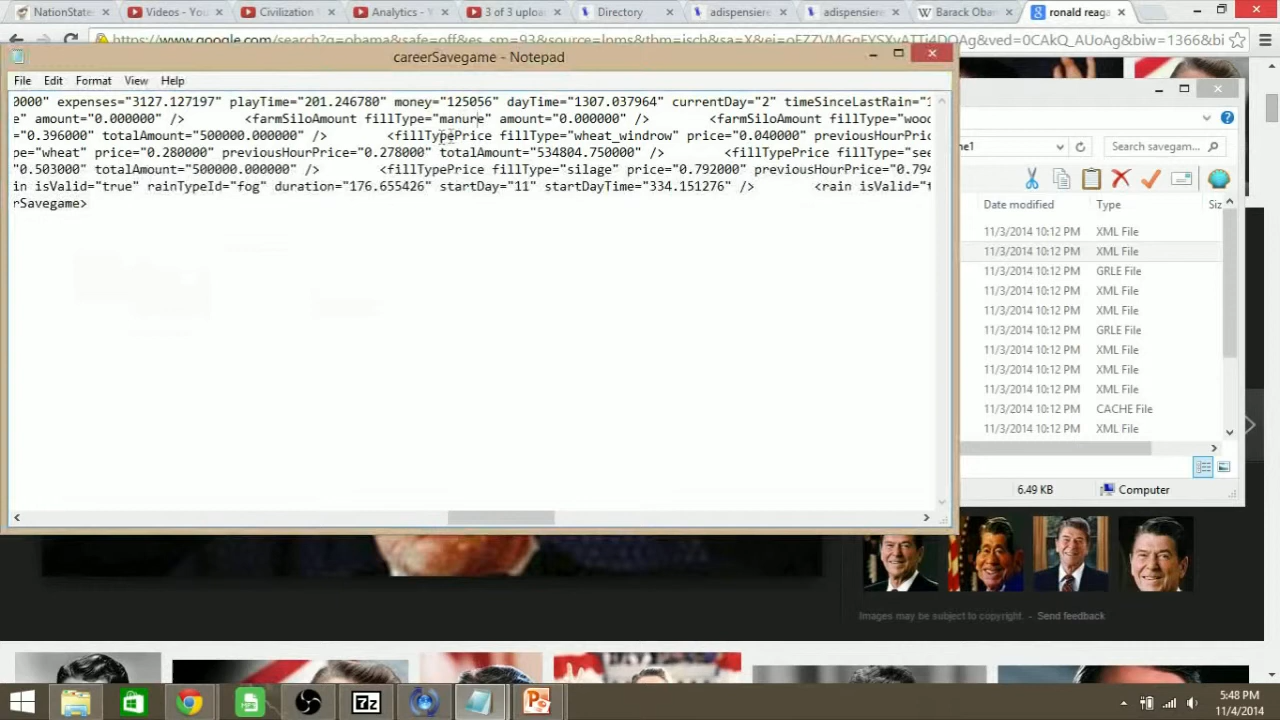 NationState
Videos - You
Civilization
Analytics - Y
3 of 3 uploa
Directory
adispensiere
adispensiere
Barack Oba
ronald reaga
careerSavegame - Notepad
File Edit Format View Help
0000" expenses="3127.127197" playTime="201.246780" money="125056" dayTime="1307.037964" currentDay="2" timeSinceLastRain="
e" amount="0.000000" /> <farmSiloAmount fillType="manure" amount="0.000000" /> <farmSiloAmount fillType="woo
="0.396000" totalAmount="500000.000000" /> <fillTypePrice fillType="wheat_windrow" price="0.040000" previousHourPric
pe="wheat" price="0.280000" previousHourPrice="0.278000" totalAmount="534804.750000" /> <fillTypePrice fillType="see
"0.503000" totalAmount="500000.000000" /> <fillTypePrice fillType="silage" price="0.792000" previousHourPrice="0.794
in isValid="true" rainTypeId="fog" duration="176.655426" startDay="11" startDayTime="334.151276" /> <rain isValid="t
rSavegame>
me1
Search savegam...
Date modified Type Siz
11/3/2014 10:12 PM XML File
11/3/2014 10:12 PM XML File
11/3/2014 10:12 PM GRLE File
11/3/2014 10:12 PM XML File
11/3/2014 10:12 PM XML File
11/3/2014 10:12 PM GRLE File
11/3/2014 10:12 PM XML File
11/3/2014 10:12 PM XML File
11/3/2014 10:12 PM XML File
11/3/2014 10:12 PM CACHE File
11/3/2014 10:12 PM XML File
6.49 KB Computer
Images may be subject to copyright. - Send feedback
5:48 PM
11/4/2014